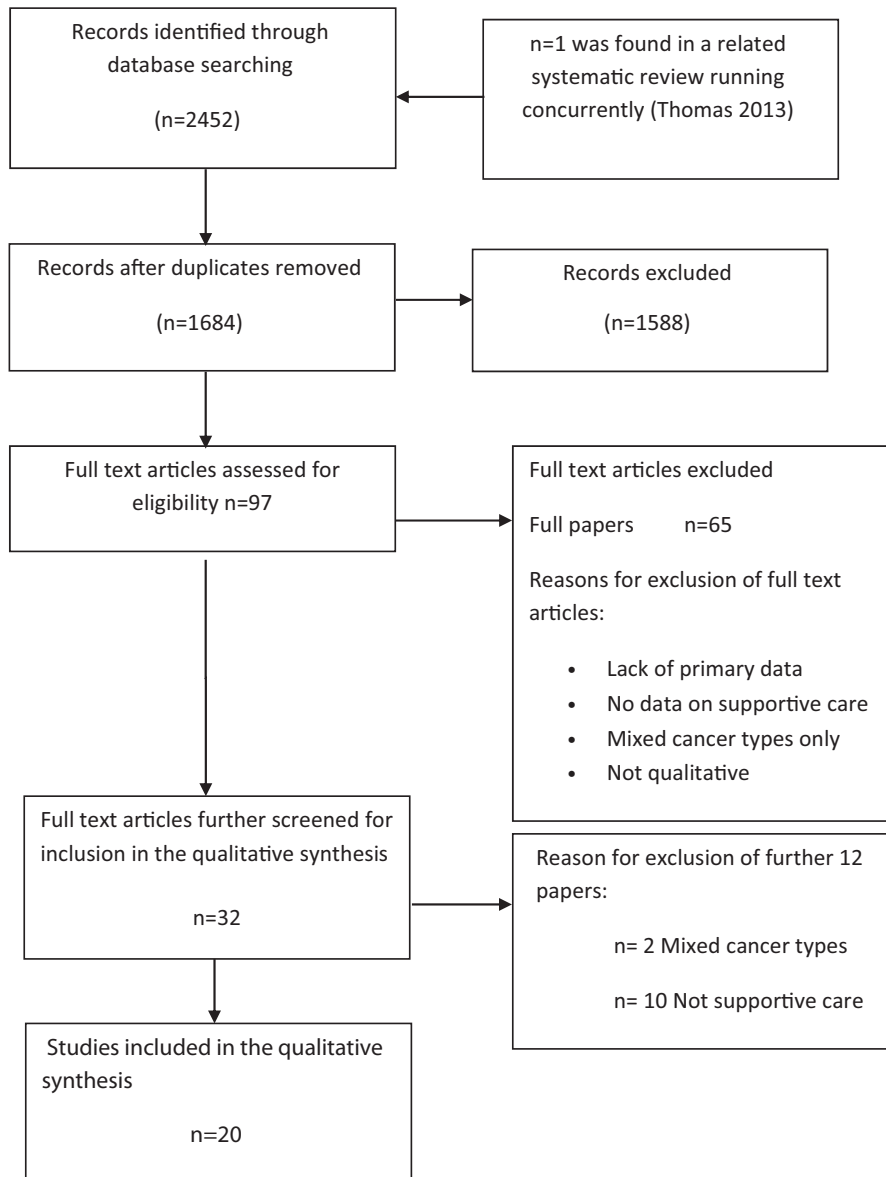 Records identified through
database searching
(n=2452)
n=1 was found in a related
systematic review running
concurrently (Thomas 2013)
Records after duplicates removed
(n=1684)
Records excluded
(n=1588)
Full text articles assessed for
eligibility n=97
Full text articles excluded
Full papers n=65
Reasons for exclusion of full text
articles:
• Lack of primary data
• No data on supportive care
• Mixed cancer types only
• Not qualitative
Full text articles further screened for
inclusion in the qualitative synthesis
n=32
Reason for exclusion of further 12
papers:
n= 2 Mixed cancer types
n= 10 Not supportive care
Studies included in the qualitative
synthesis
n=20